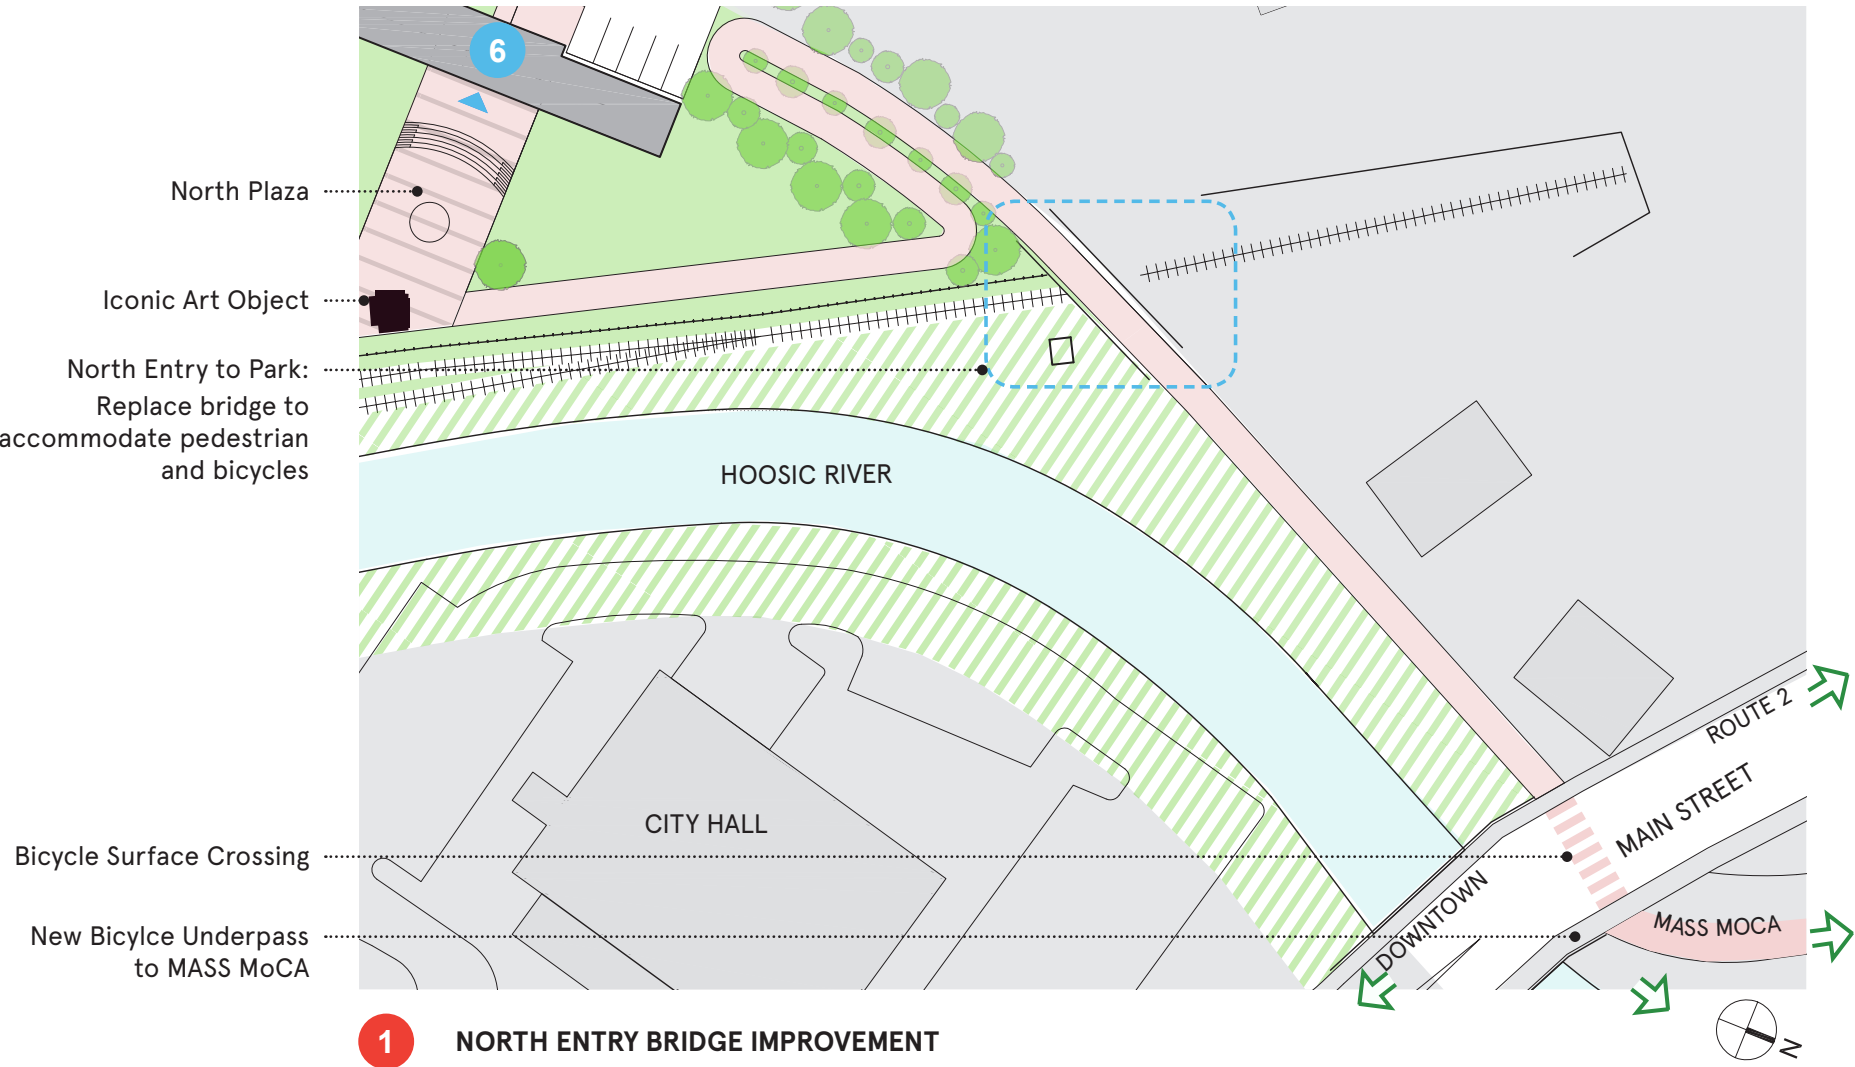 6
North Plaza
Iconic Art Object
North Entry to Park:
Replace bridge to
accommodate pedestrian
and bicycles
HOOSIC RIVER
ROUTE 2
MAIN STREET
CITY HALL
Bicycle Surface Crossing
DOWNTOWN
MASS MOCA
New Bicylce Underpass
to MASS MoCA
N
1 NORTH ENTRY BRIDGE IMPROVEMENT